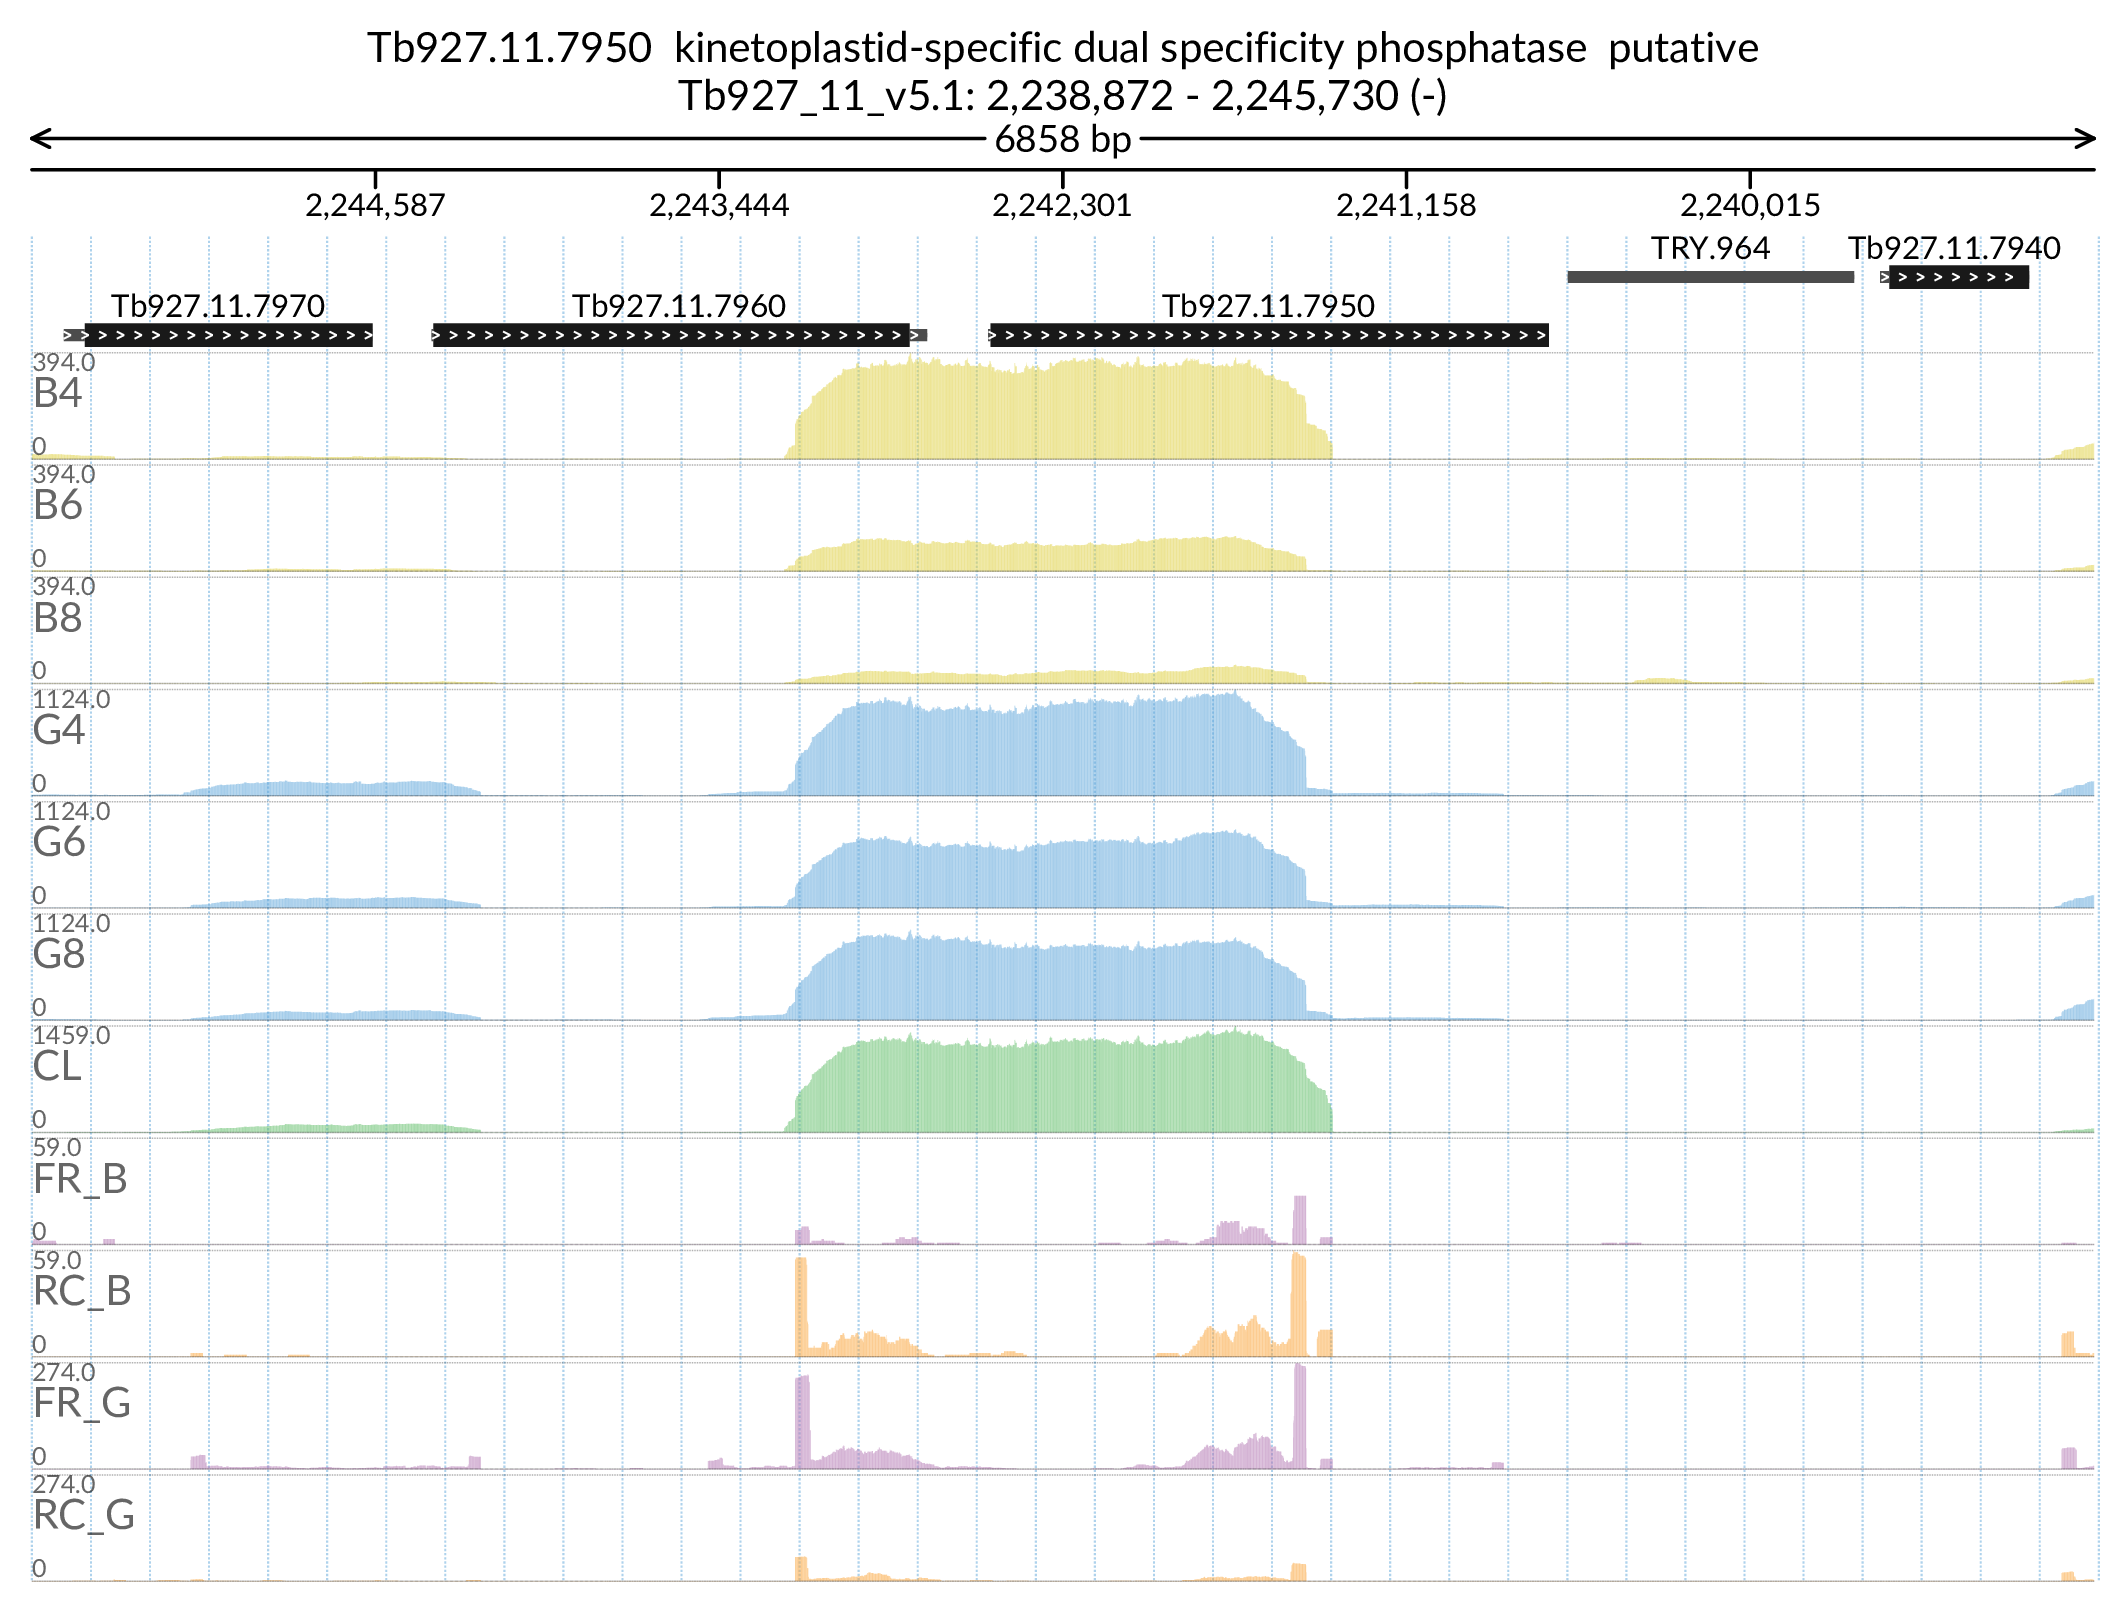 Tb927.11.7950 kinetoplastid-specific dual specificity phosphatase putative
Tb927_11_v5.1: 2,238,872 - 2,245,730 (-)
6858 bp
2,244,587 2,243,444 2,242,301 2,241,158 2,240,015
TRY.964 Tb927.11.7940
Tb927.11.7970 Tb927.11.7960 Tb927.11.7950
394.0
B4
0
394.0
B6
0
394.0
B8
0
1124.0
G4
0
1124.0
G6
0
1124.0
G8
0
1459.0
CL
0
59.0
FR_B
0
59.0
RC_B
0
274.0
FR_G
0
274.0
RC_G
0